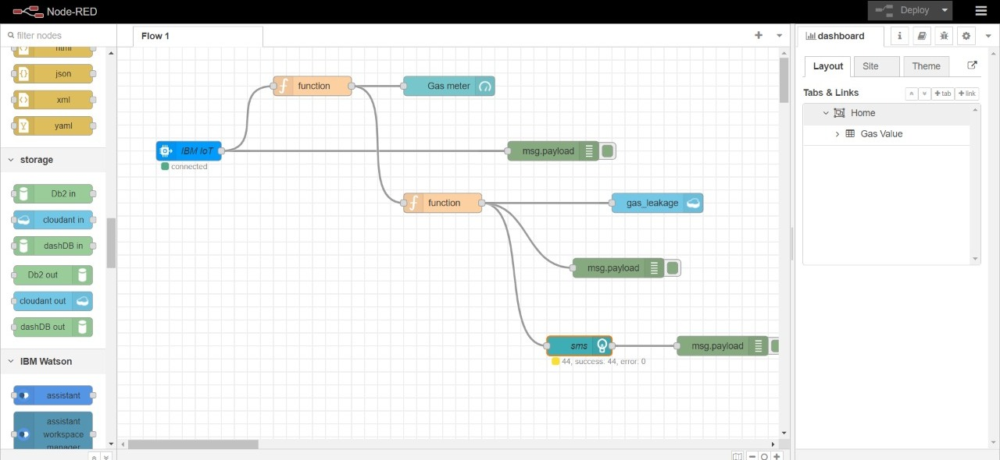 Node-RED
Deploy
filter nodes
Flow 1
dashboard
html
json
xml
yaml
storage
Db2 in
cloudant in
dashDB in
Db2 out
cloudant out
dashDB out
IBM Watson
assistant
assistant
workspace
manager
function
Gas meter
IBM IoT
connected
msg.payload
function
gas_leakage
msg.payload
sms
44, success: 44, error: 0
msg.payload
Layout
Site
Theme
Tabs & Links
tab
link
Home
Gas Value